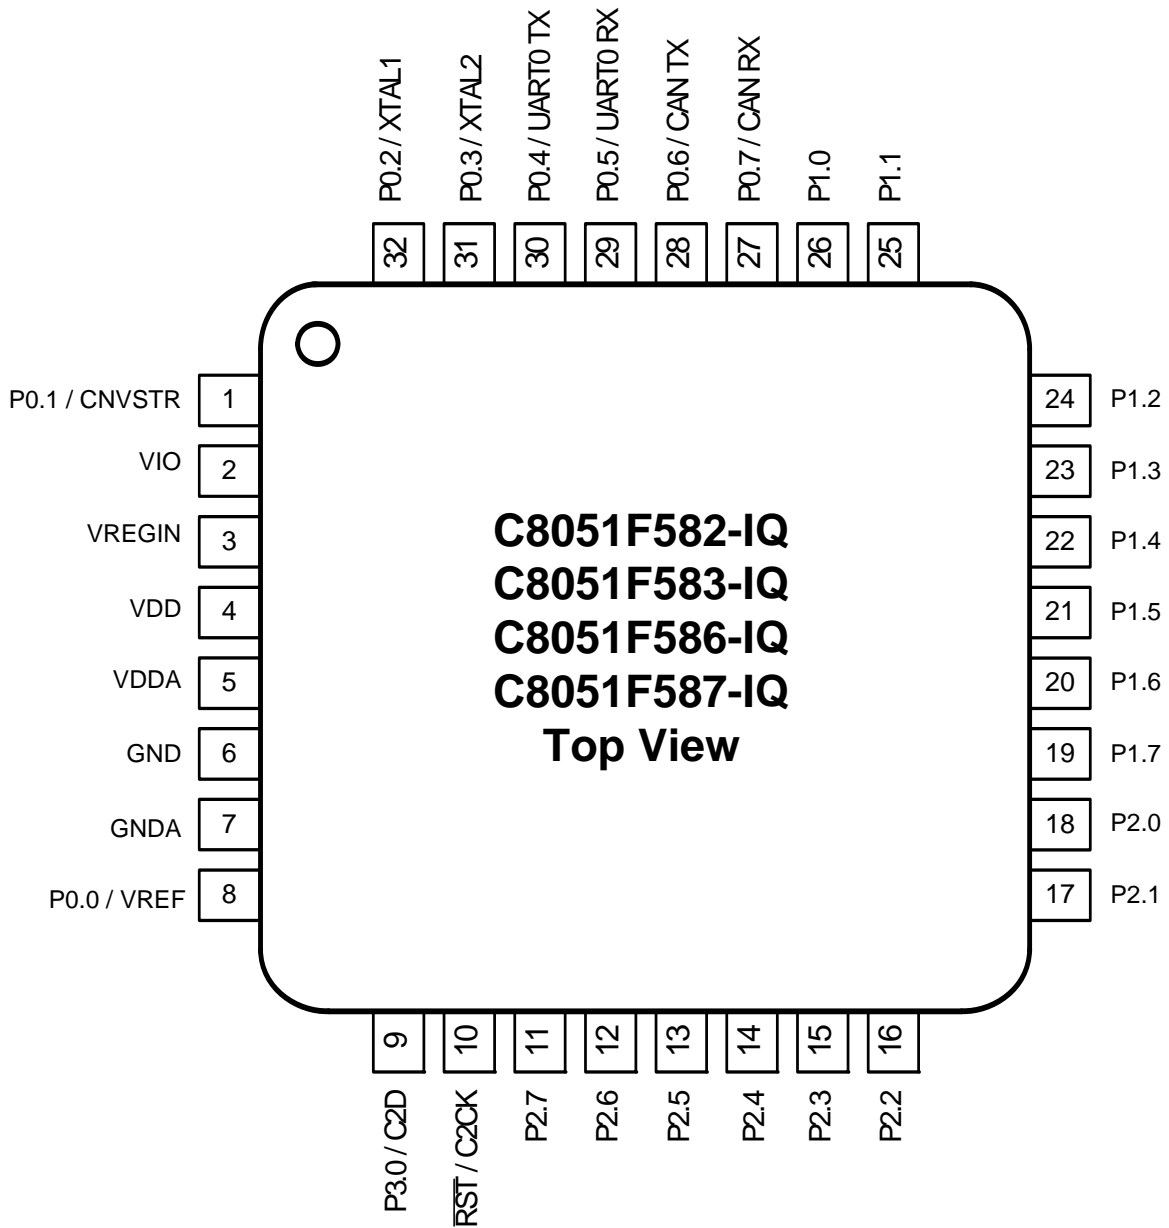 P0.2 / XTAL1
P0.3 / XTAL2
P0.4 / UART0 TX
P0.5 / UART0 RX
P0.6 / CAN TX
P0.7 / CAN RX
P1.0
P1.1
32
31
30
29
28
27
26
25
P0.1 / CNVSTR
1
VIO
2
VREGIN
3
VDD
4
VDDA
5
GND
6
GNDA
7
P0.0 / VREF
8
C8051F582-IQ
C8051F583-IQ
C8051F586-IQ
C8051F587-IQ
Top View
24 P1.2
23 P1.3
22 P1.4
21 P1.5
20 P1.6
19 P1.7
18 P2.0
17 P2.1
9
10
11
12
13
14
15
16
P3.0 / C2D
RST / C2CK
P2.7
P2.6
P2.5
P2.4
P2.3
P2.2